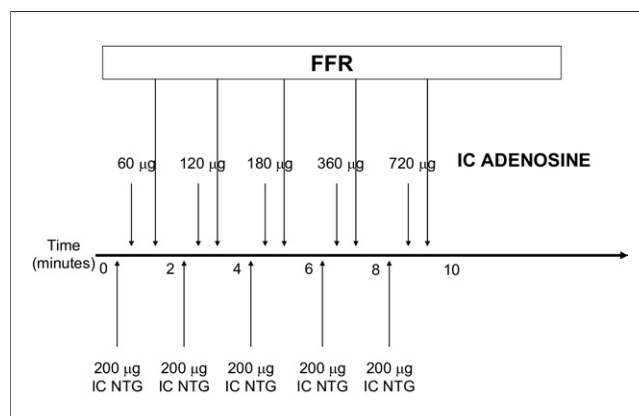 FFR
60 µg 120 µg 180 µg 360 µg 720 µg IC ADENOSINE
Time
(minutes) 0 2 4 6 8 10
200 µg 200 µg 200 µg 200 µg 200 µg
IC NTG IC NTG IC NTG IC NTG IC NTG